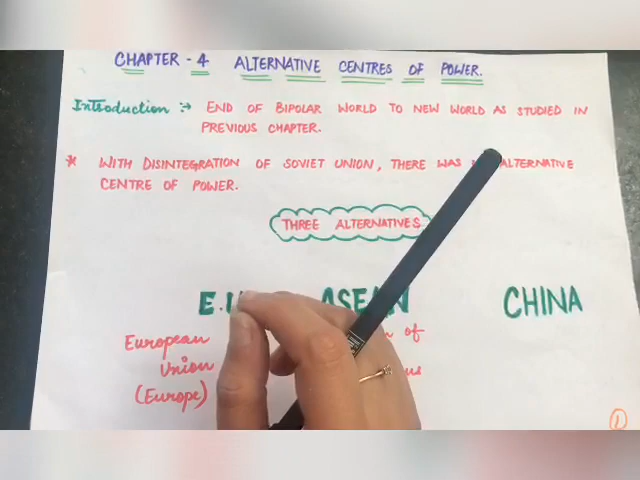 CHAPTER - 4 ALTERNATIVE CENTRES OF POWER.
Introduction :→ END OF BIPOLAR WORLD TO NEW WORLD AS STUDIED IN
PREVIOUS CHAPTER.
* WITH DISINTEGRATION OF SOVIET UNION, THERE WAS ALTERNATIVE
CENTRE OF POWER.
THREE ALTERNATIVES
E.U ASEAN CHINA
European of
Union
(Europe)
1